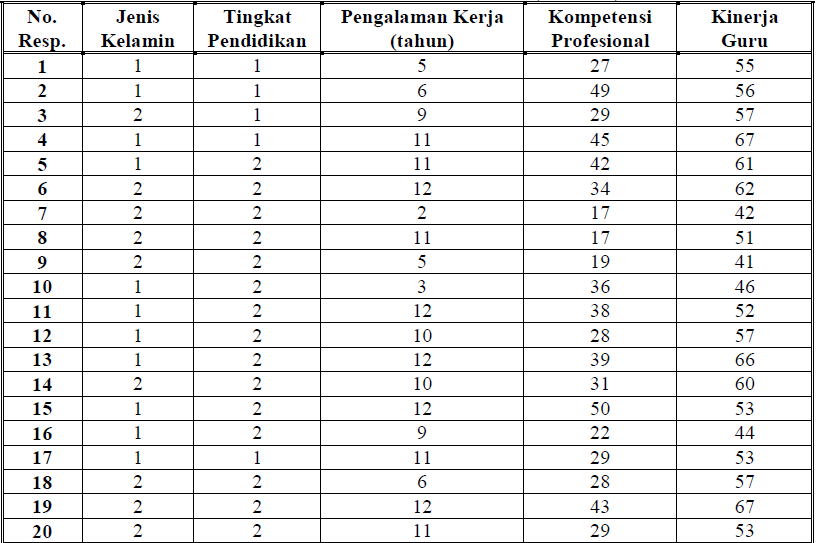 No. Resp. Jenis Kelamin Tingkat Pendidikan Pengalaman Kerja (tahun) Kompetensi Profesional Kinerja Guru
1 1 1 5 27 55
2 1 1 6 49 56
3 2 1 9 29 57
4 1 1 11 45 67
5 1 2 11 42 61
6 2 2 12 34 62
7 2 2 2 17 42
8 2 2 11 17 51
9 2 2 5 19 41
10 1 2 3 36 46
11 1 2 12 38 52
12 1 2 10 28 57
13 1 2 12 39 66
14 2 2 10 31 60
15 1 2 12 50 53
16 1 2 9 22 44
17 1 1 11 29 53
18 2 2 6 28 57
19 2 2 12 43 67
20 2 2 11 29 53